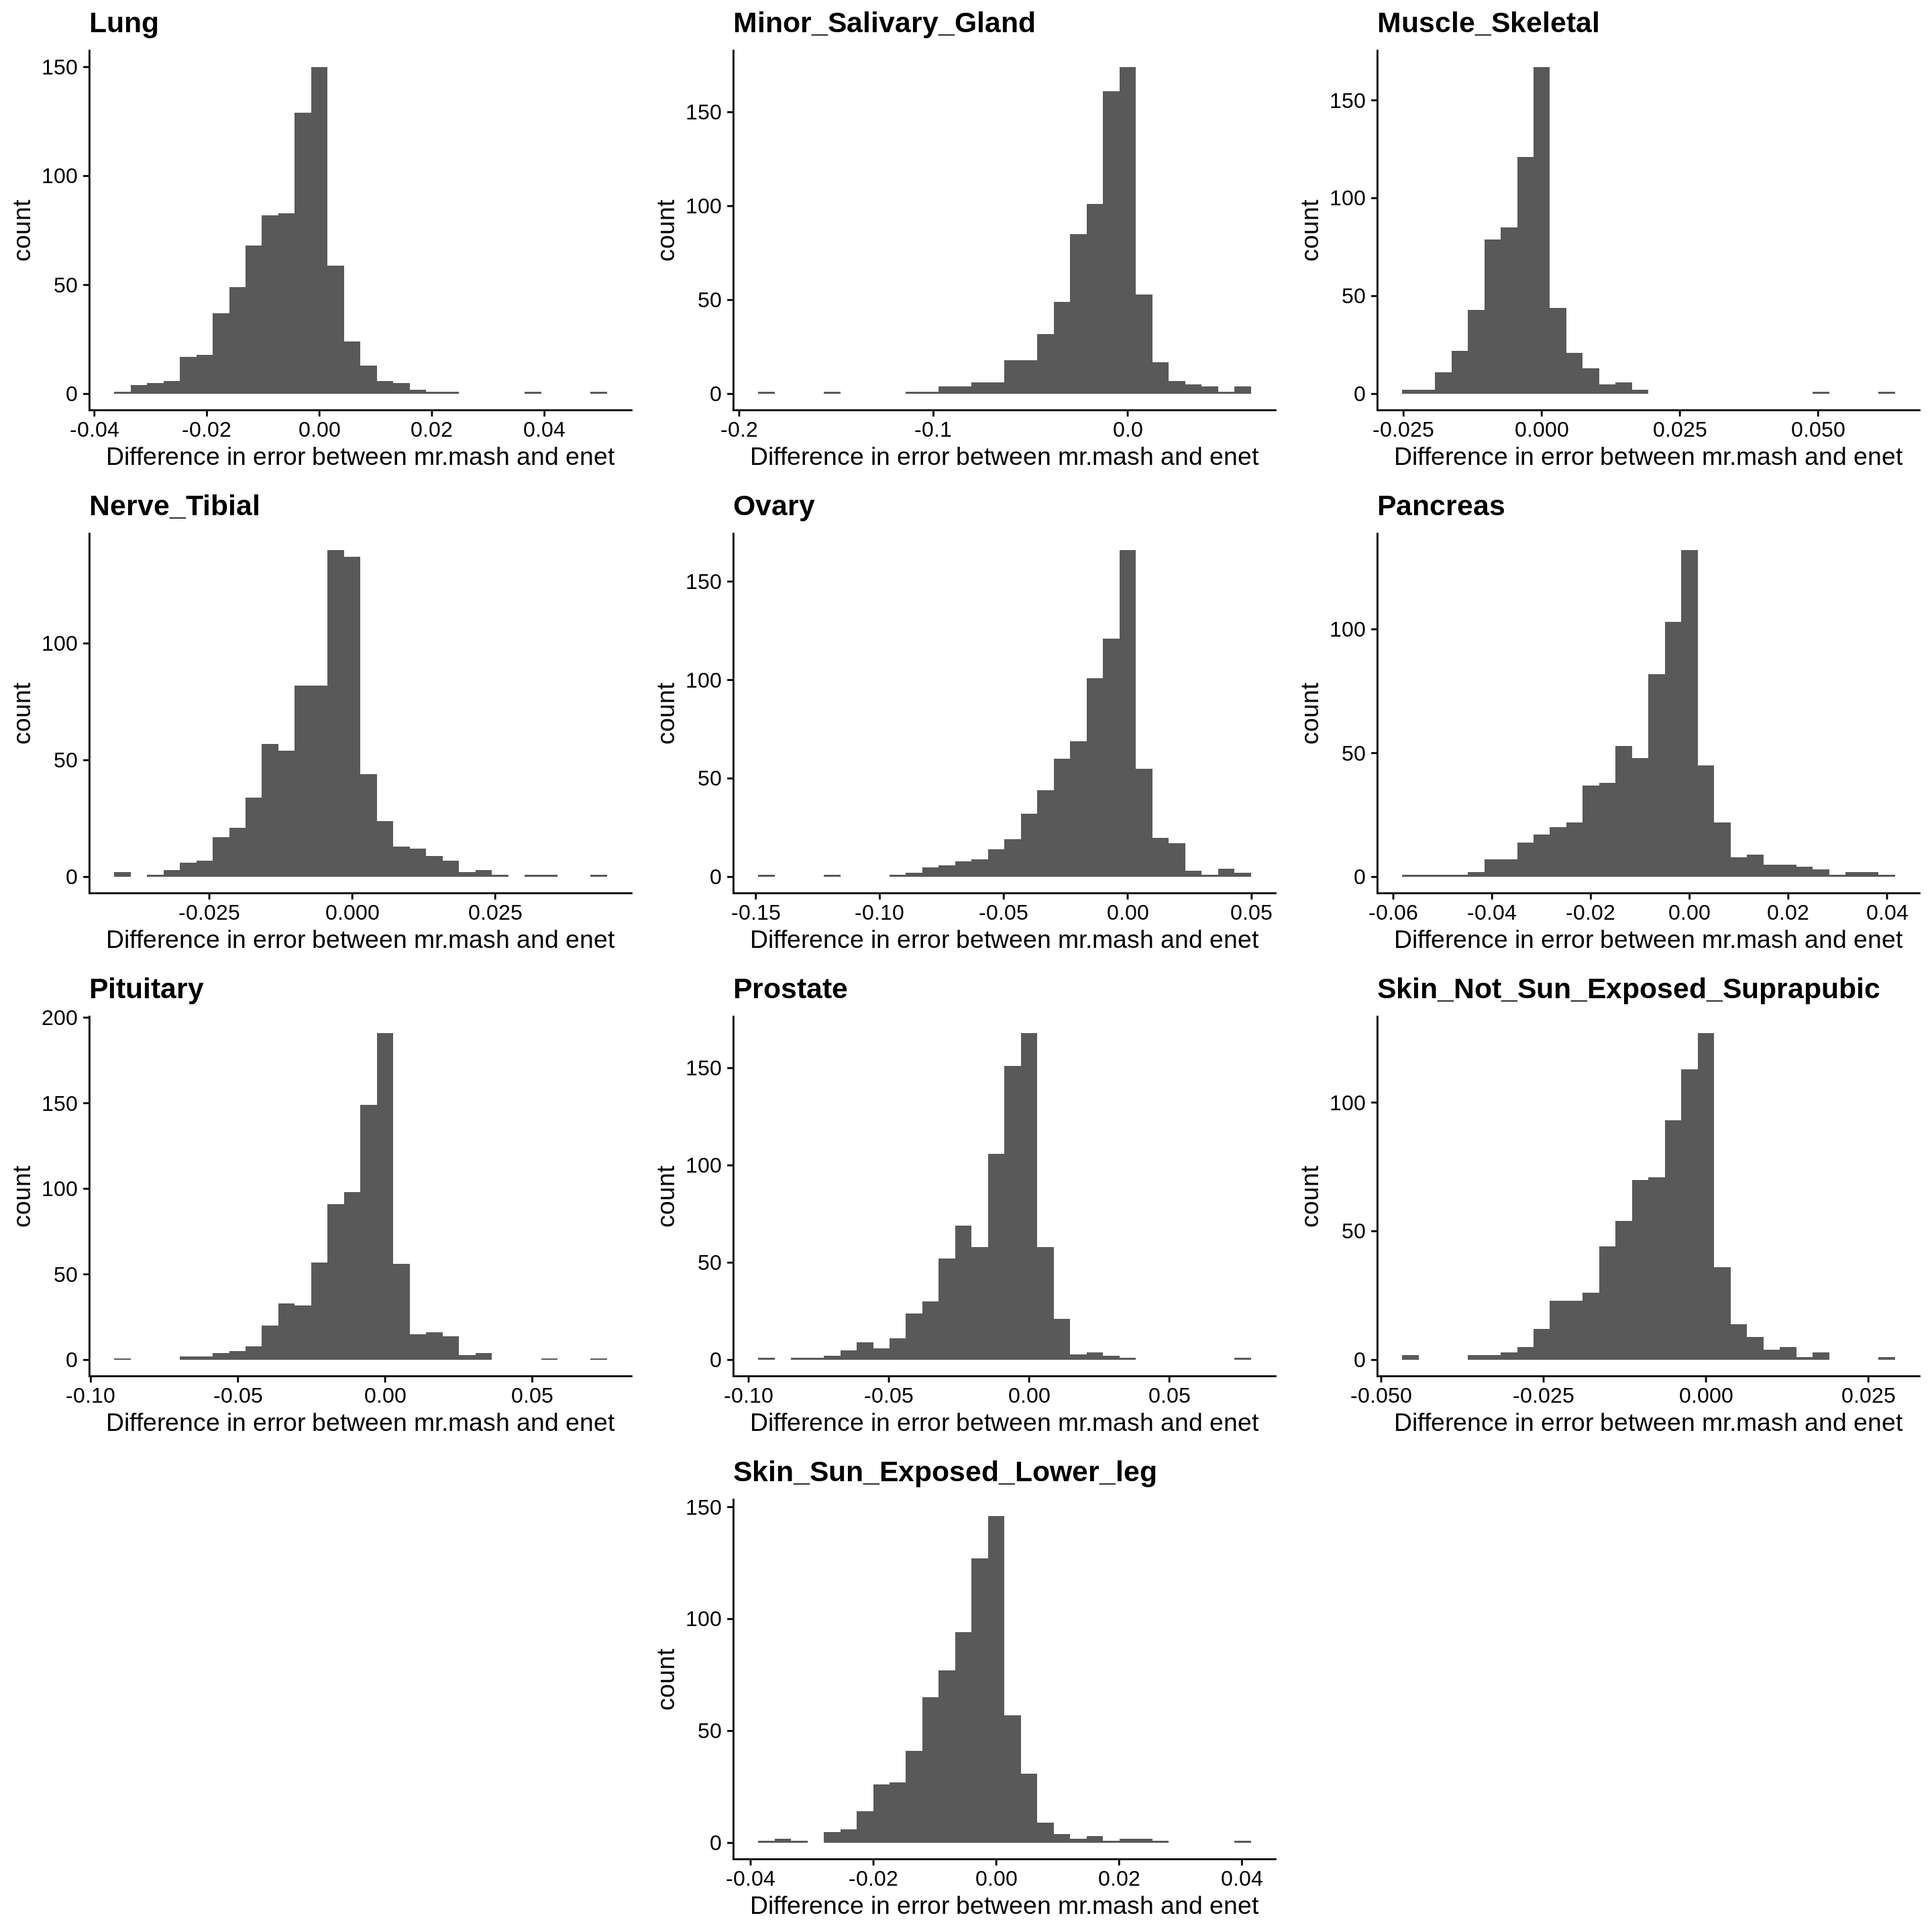 Lung
150
100
50
0
count
-0.04 -0.02 0.00 0.02 0.04
Difference in error between mr.mash and enet
Minor_Salivary_Gland
150
100
50
0
count
-0.2 -0.1 0.0
Difference in error between mr.mash and enet
Muscle_Skeletal
150
100
50
0
count
-0.025 0.000 0.025 0.050
Difference in error between mr.mash and enet
Nerve_Tibial
100
50
0
count
-0.025 0.000 0.025
Difference in error between mr.mash and enet
Ovary
150
100
50
0
count
-0.15 -0.10 -0.05 0.00 0.05
Difference in error between mr.mash and enet
Pancreas
100
50
0
count
-0.06 -0.04 -0.02 0.00 0.02 0.04
Difference in error between mr.mash and enet
Pituitary
200
150
100
50
0
count
-0.10 -0.05 0.00 0.05
Difference in error between mr.mash and enet
Prostate
150
100
50
0
count
-0.10 -0.05 0.00 0.05
Difference in error between mr.mash and enet
Skin_Not_Sun_Exposed_Suprapubic
100
50
0
count
-0.050 -0.025 0.000 0.025
Difference in error between mr.mash and enet
Skin_Sun_Exposed_Lower_leg
150
100
50
0
count
-0.04 -0.02 0.00 0.02 0.04
Difference in error between mr.mash and enet